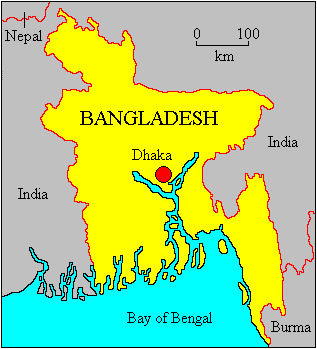 Nepal
0 100
km
BANGLADESH
India
Dhaka
India
Bay of Bengal
Burma